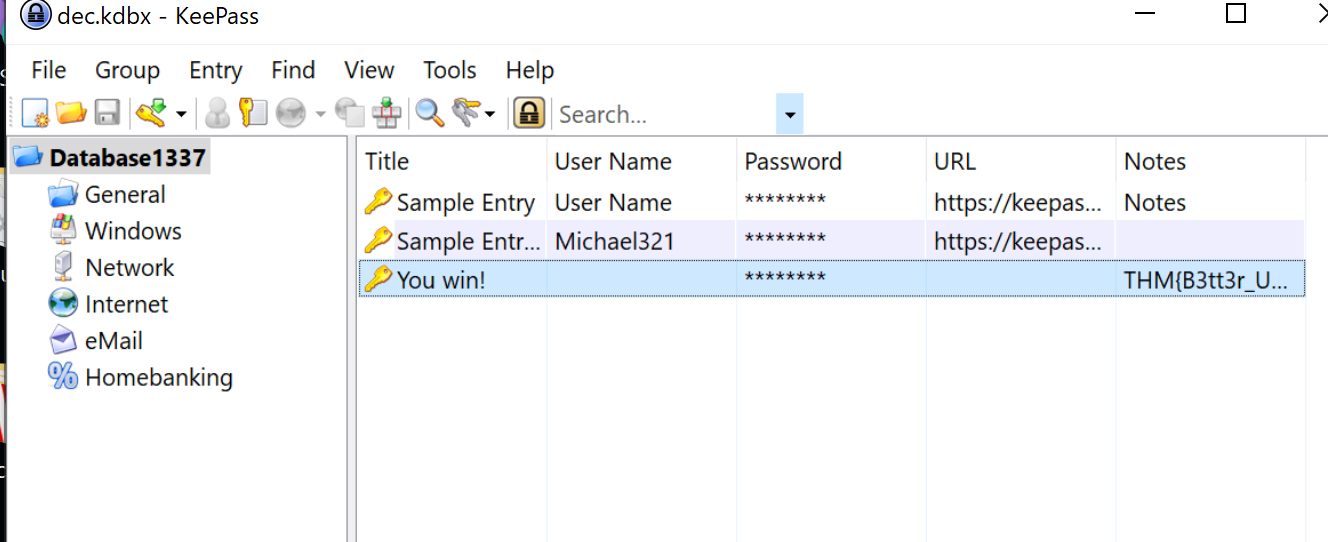 dec.kdbx - KeePass
File Group Entry Find View Tools Help
Search...
Database1337
General
Windows
Network
Internet
eMail
Homebanking
Title User Name Password URL Notes
Sample Entry User Name ******** https://keepas... Notes
Sample Entr... Michael321 ******** https://keepas...
You win! ******** THM{B3tt3r_U...